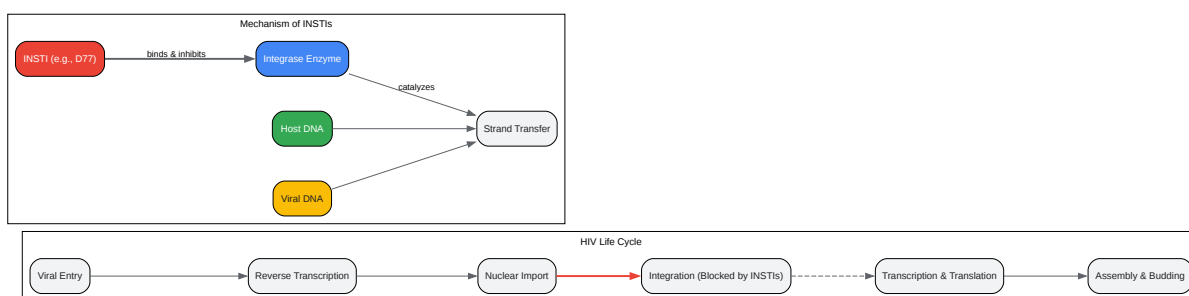 Mechanism of INSTIs
INSTI (e.g., D77)
binds & inhibits
Integrase Enzyme
catalyzes
Host DNA
Strand Transfer
Viral DNA
HIV Life Cycle
Viral Entry
Reverse Transcription
Nuclear Import
Integration (Blocked by INSTIs)
Transcription & Translation
Assembly & Budding